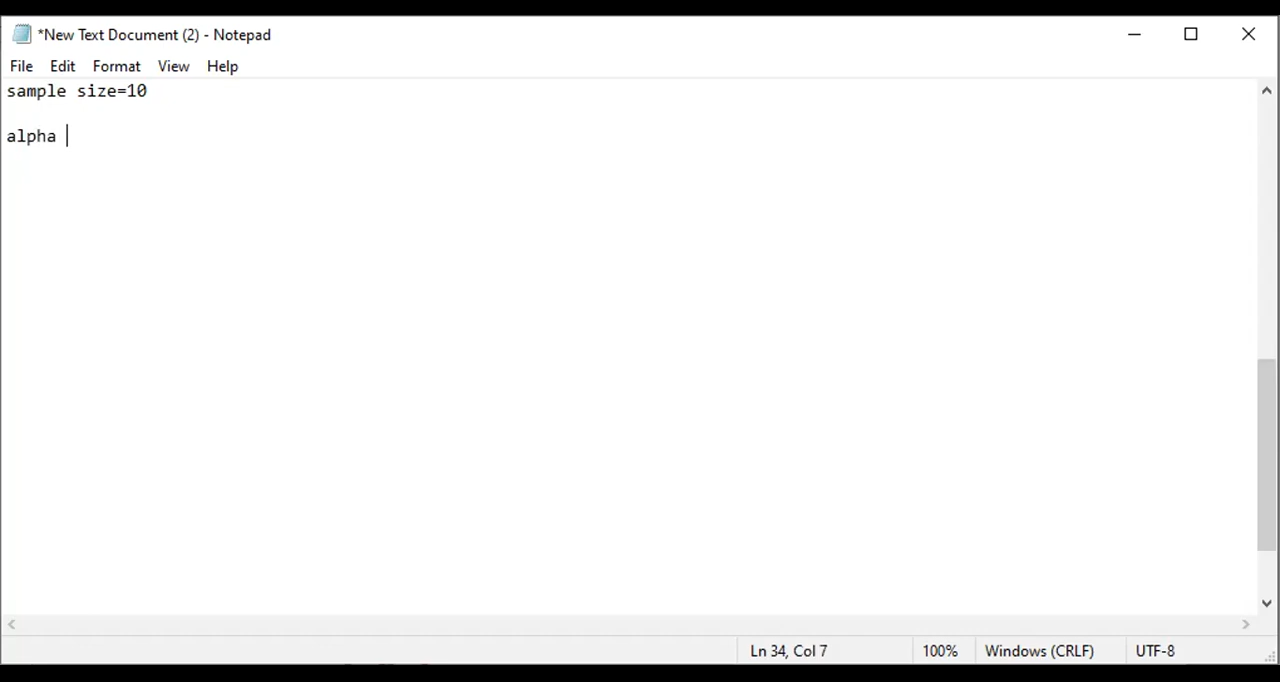 *New Text Document (2) - Notepad
File Edit Format View Help
sample size=10
alpha
Ln 34, Col 7 100% Windows (CRLF) UTF-8